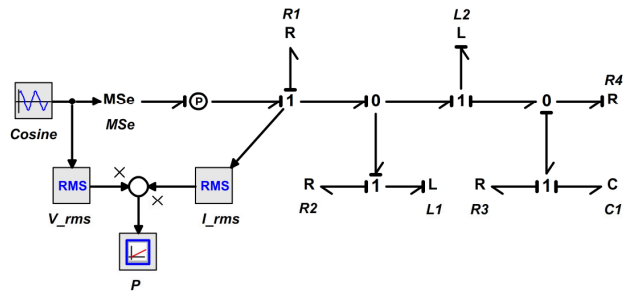 R1
L2
R
L
R4
MSe
P
1
0
1
0
R
Cosine
MSe
RMS
RMS
R
1
L
R
1
C
V_rms
I_rms
R2
L1
R3
C1
P